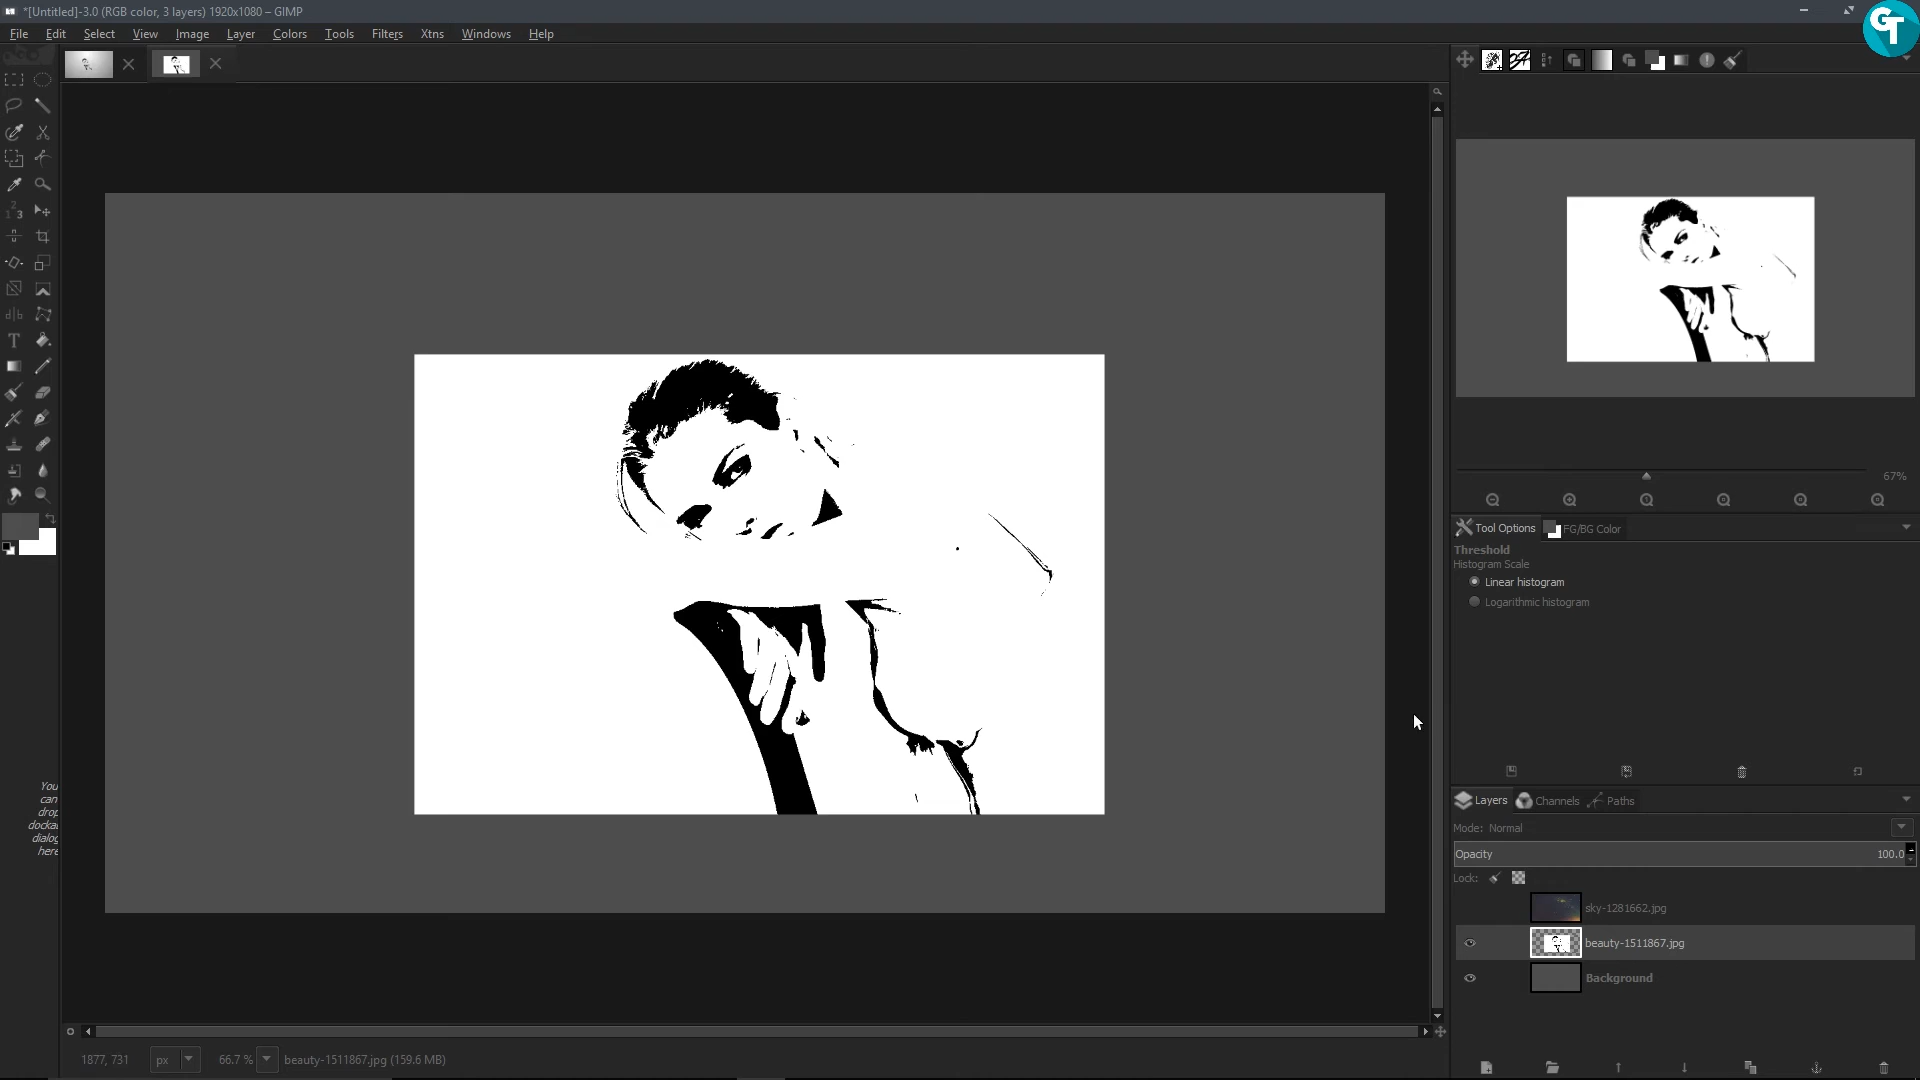 *[Untitled]-3.0 (RGB color, 3 layers) 1920x1080 – GIMP
File Edit Select View Image Layer Colors Tools Filters Xtns Windows Help
GT
67%
Tool Options FG/BG Color
Threshold
Histogram Scale
Linear histogram
Logarithmic histogram
You
can
drop
dockab
dialog
here
Layers Channels Paths
Mode: Normal
Opacity 100.0
Lock:
sky-1281662.jpg
beauty-1511867.jpg
Background
1877, 731 px 66.7 % beauty-1511867.jpg (159.6 MB)